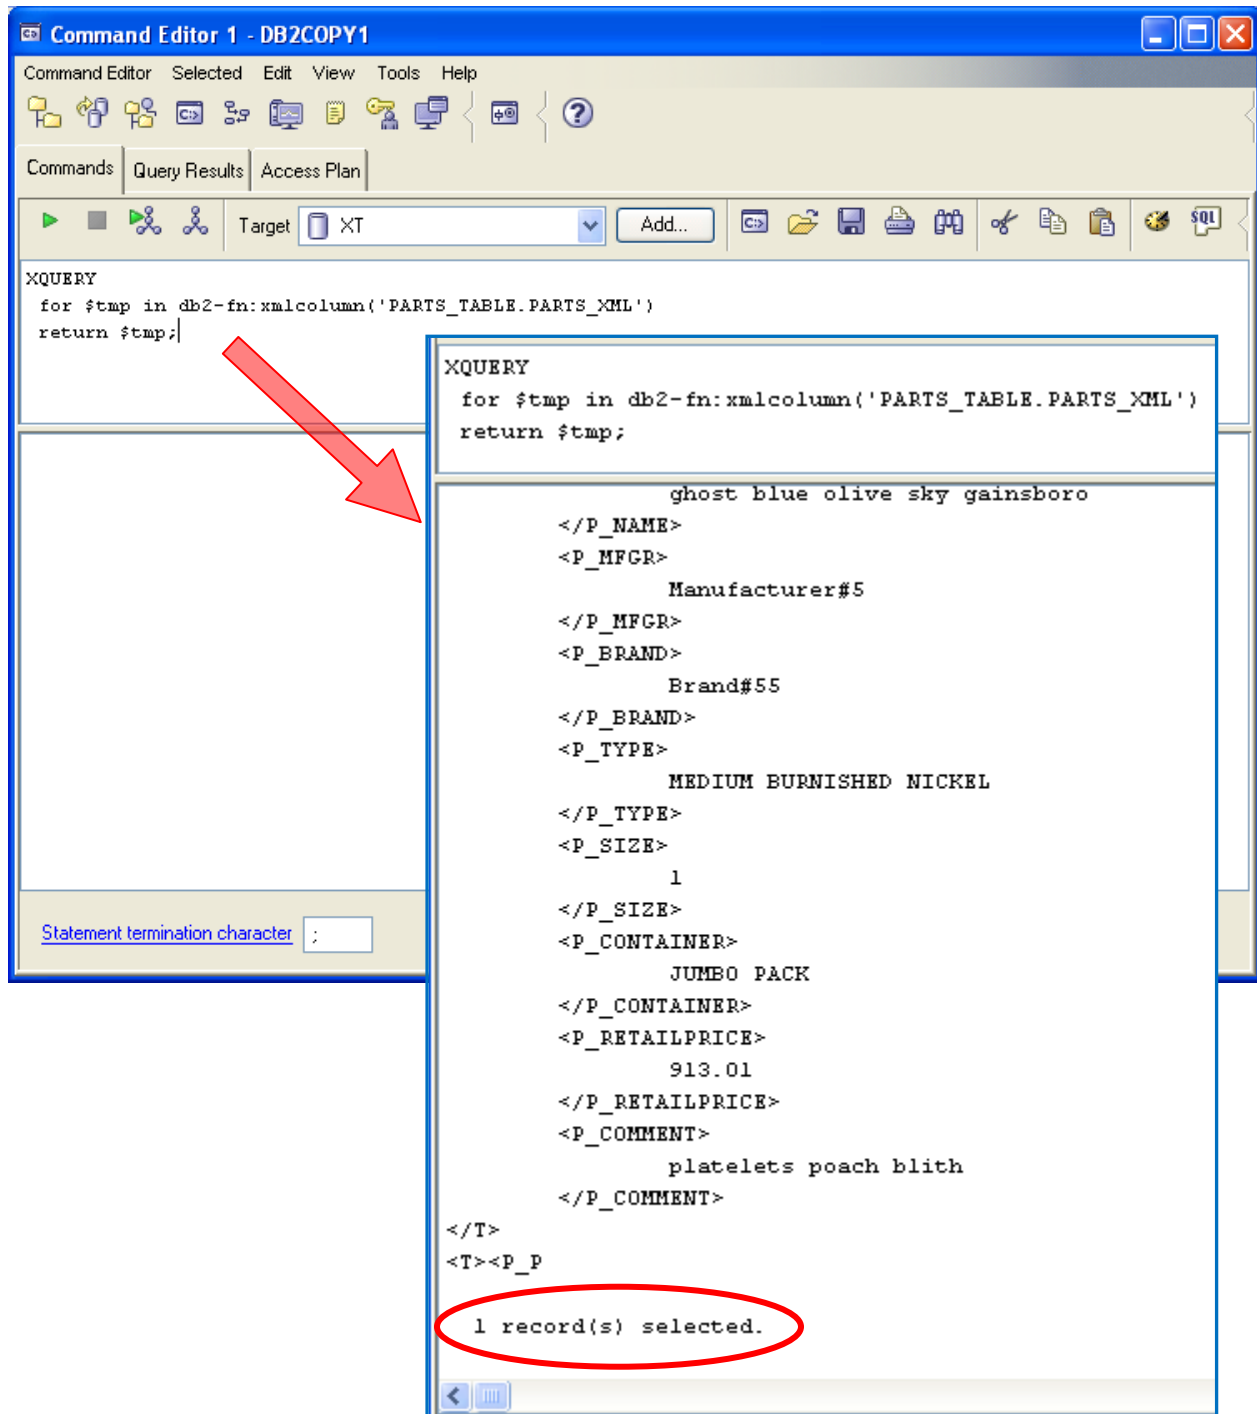 Command Editor 1 - DB2COPY1
Command Editor Selected Edit View Tools Help
Commands Query Results Access Plan
Target XT Add... SQL
XQUERY
for $tmp in db2-fn:xmlcolumn('PARTS_TABLE.PARTS_XML')
return $tmp;
XQUERY
for $tmp in db2-fn:xmlcolumn('PARTS_TABLE.PARTS_XML')
return $tmp;
ghost blue olive sky gainsboro
</P_NAME>
<P_MFGR>
Manufacturer#5
</P_MFGR>
<P_BRAND>
Brand#55
</P_BRAND>
<P_TYPE>
MEDIUM BURNISHED NICKEL
</P_TYPE>
<P_SIZE>
1
</P_SIZE>
<P_CONTAINER>
JUMBO PACK
</P_CONTAINER>
<P_RETAILPRICE>
913.01
</P_RETAILPRICE>
<P_COMMENT>
platelets poach blith
</P_COMMENT>
</T>
<T><P_P
1 record(s) selected.
Statement termination character ;